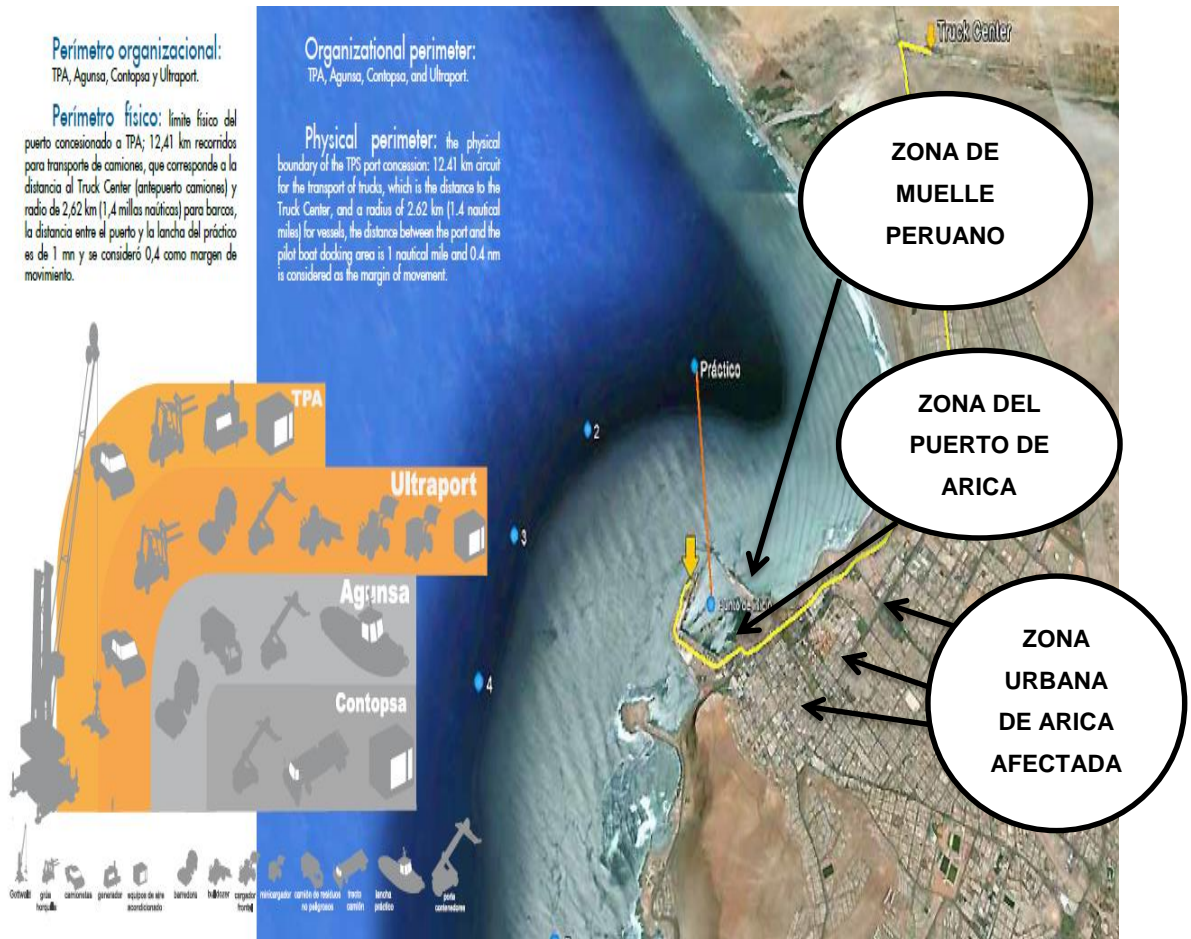 Perímetro organizacional:
TPA, Agunsa, Contopsa y Ultraport.
Perímetro físico: límite físico del
puerto concesionado a TPA; 12,41 km recorridos
para transporte de camiones, que corresponde a la
distancia al Truck Center (antepuerto camiones) y
radio de 2,62 km (1,4 millas naúticas) para barcos,
la distancia entre el puerto y la lancha del práctico
es de 1 mn y se consideró 0,4 como margen de
movimiento.
Organizational perimeter:
TPA, Agunsa, Contopsa, and Ultraport.
Physical perimeter: the physical
boundary of the TPS port concession: 12.41 km circuit
for the transport of trucks, which is the distance to the
Truck Center, and a radius of 2.62 km (1.4 nautical
miles) for vessels, the distance between the port and the
pilot boat docking area is 1 nautical mile and 0.4 nm
is considered as the margin of movement.
Truck Center
ZONA DE
MUELLE
PERUANO
Práctico
2
3
4
ZONA DEL
PUERTO DE
ARICA
ZONA
URBANA
DE ARICA
AFECTADA
TPA
Ultraport
Agunsa
Contopsa
Gottwald
grúa
horquillas
camionetas
generador
equipos de aire
acondicionado
barredora
bulldozer
cargador
frontal
minicargador
camión de residuos
no peligrosos
tracto
camión
lancha
práctico
porta
contenedores